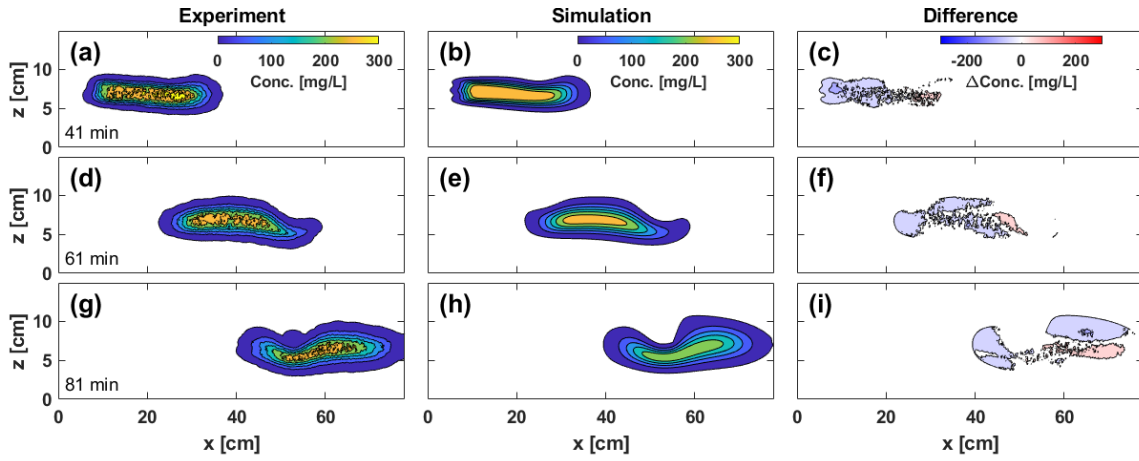 Experiment
Simulation
Difference
(a)
0 100 200 300
Conc. [mg/L]
(b)
0 100 200 300
Conc. [mg/L]
(c)
-200 0 200
ΔConc. [mg/L]
z [cm]
10
5
0
41 min
(d)
(e)
(f)
z [cm]
10
5
0
61 min
(g)
(h)
(i)
z [cm]
10
5
0
81 min
0 20 40 60
0 20 40 60
0 20 40 60
x [cm]
x [cm]
x [cm]